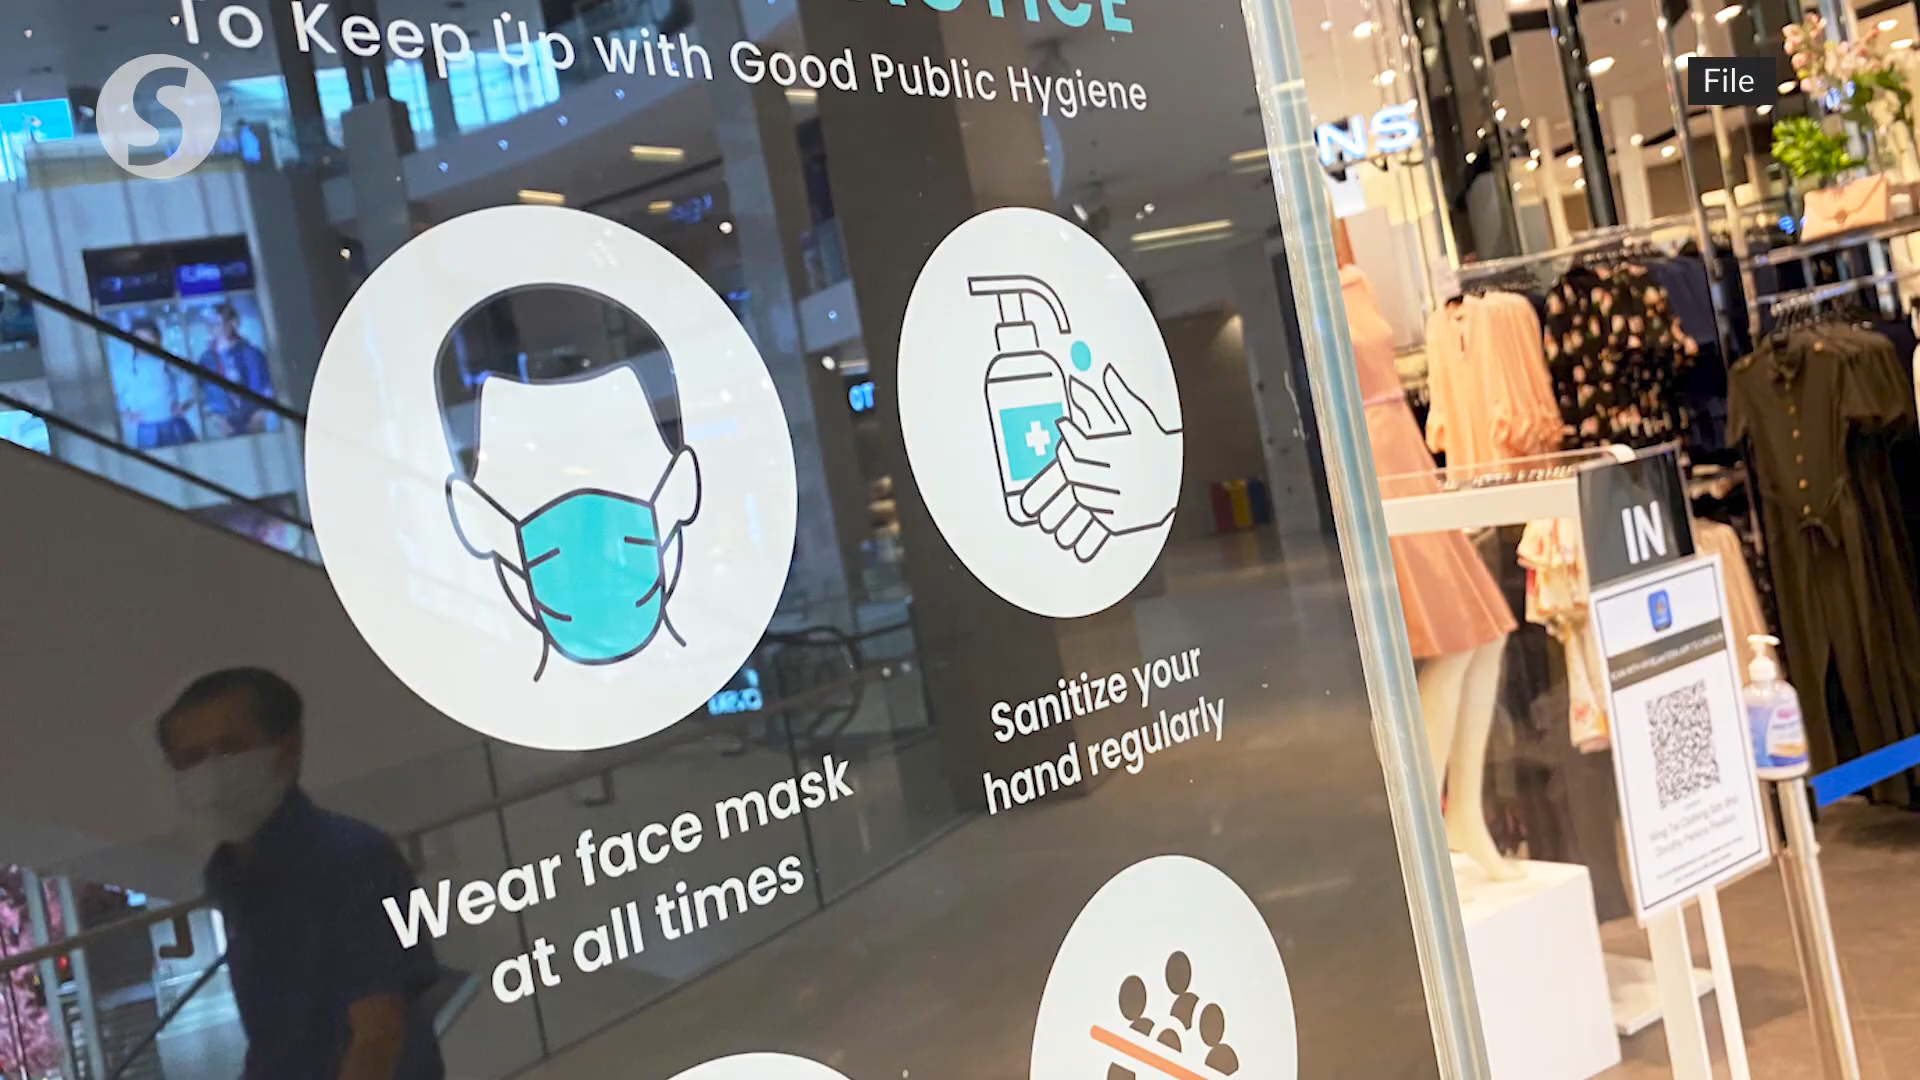 To Keep Up with Good Public Hygiene
S
File
NS
IN
Sanitize your
hand regularly
Wear face mask
at all times